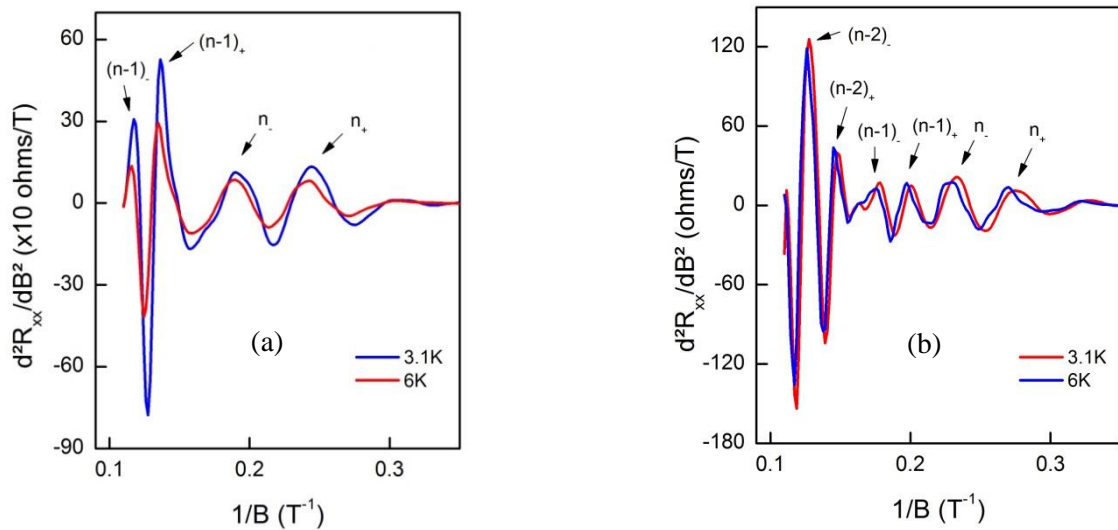 d²Rₓₓ/dB² (x10 ohms/T)
60
30
0
-30
-60
-90
(n-1)₋
(n-1)₊
n₋
n₊
(a)
3.1K
6K
0.1 0.2 0.3
1/B (T⁻¹)
d²Rₓₓ/dB² (ohms/T)
120
60
0
-60
-120
-180
(n-2)₋
(n-2)₊
(n-1)₋
(n-1)₊
n₋
n₊
(b)
3.1K
6K
0.1 0.2 0.3
1/B (T⁻¹)